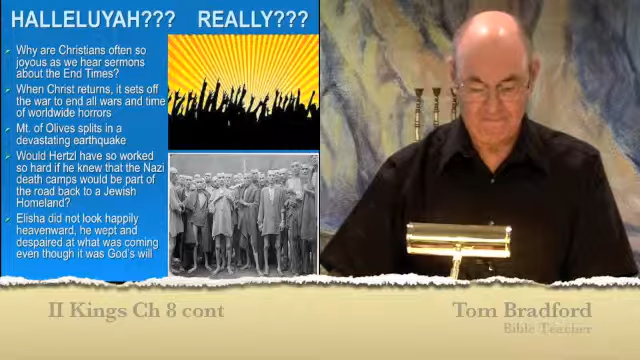 HALLELUYAH??? REALLY???
Why are Christians often so
joyous as we hear sermons
about the End Times?
When Christ returns, it sets off
the war to end all wars and time
of worldwide horrors
Mt. of Olives splits in a
devastating earthquake
Would Hertzl have so worked
so hard if he knew that the Nazi
death camps would be part of
the road back to a Jewish
Homeland?
Elisha did not look happily
heavenward, he wept and
despaired at what was coming
even though it was God's will
II Kings Ch 8 cont
Tom Bradford
Bible Teacher